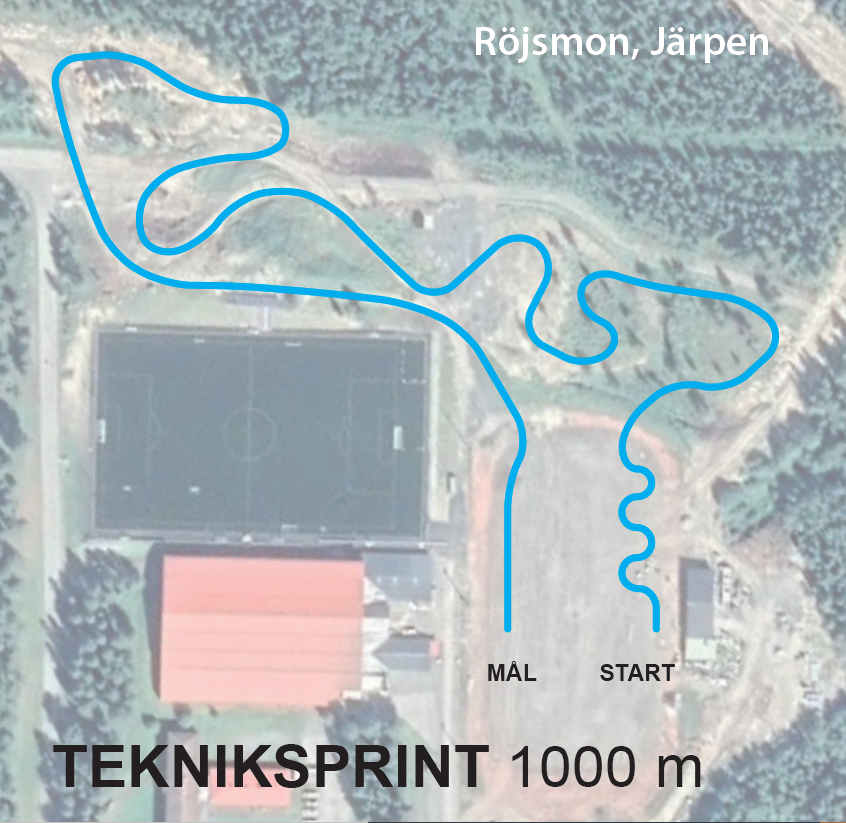 Röjsmon, Järpen
MÅL
START
TEKNIKSPRINT 1000 m